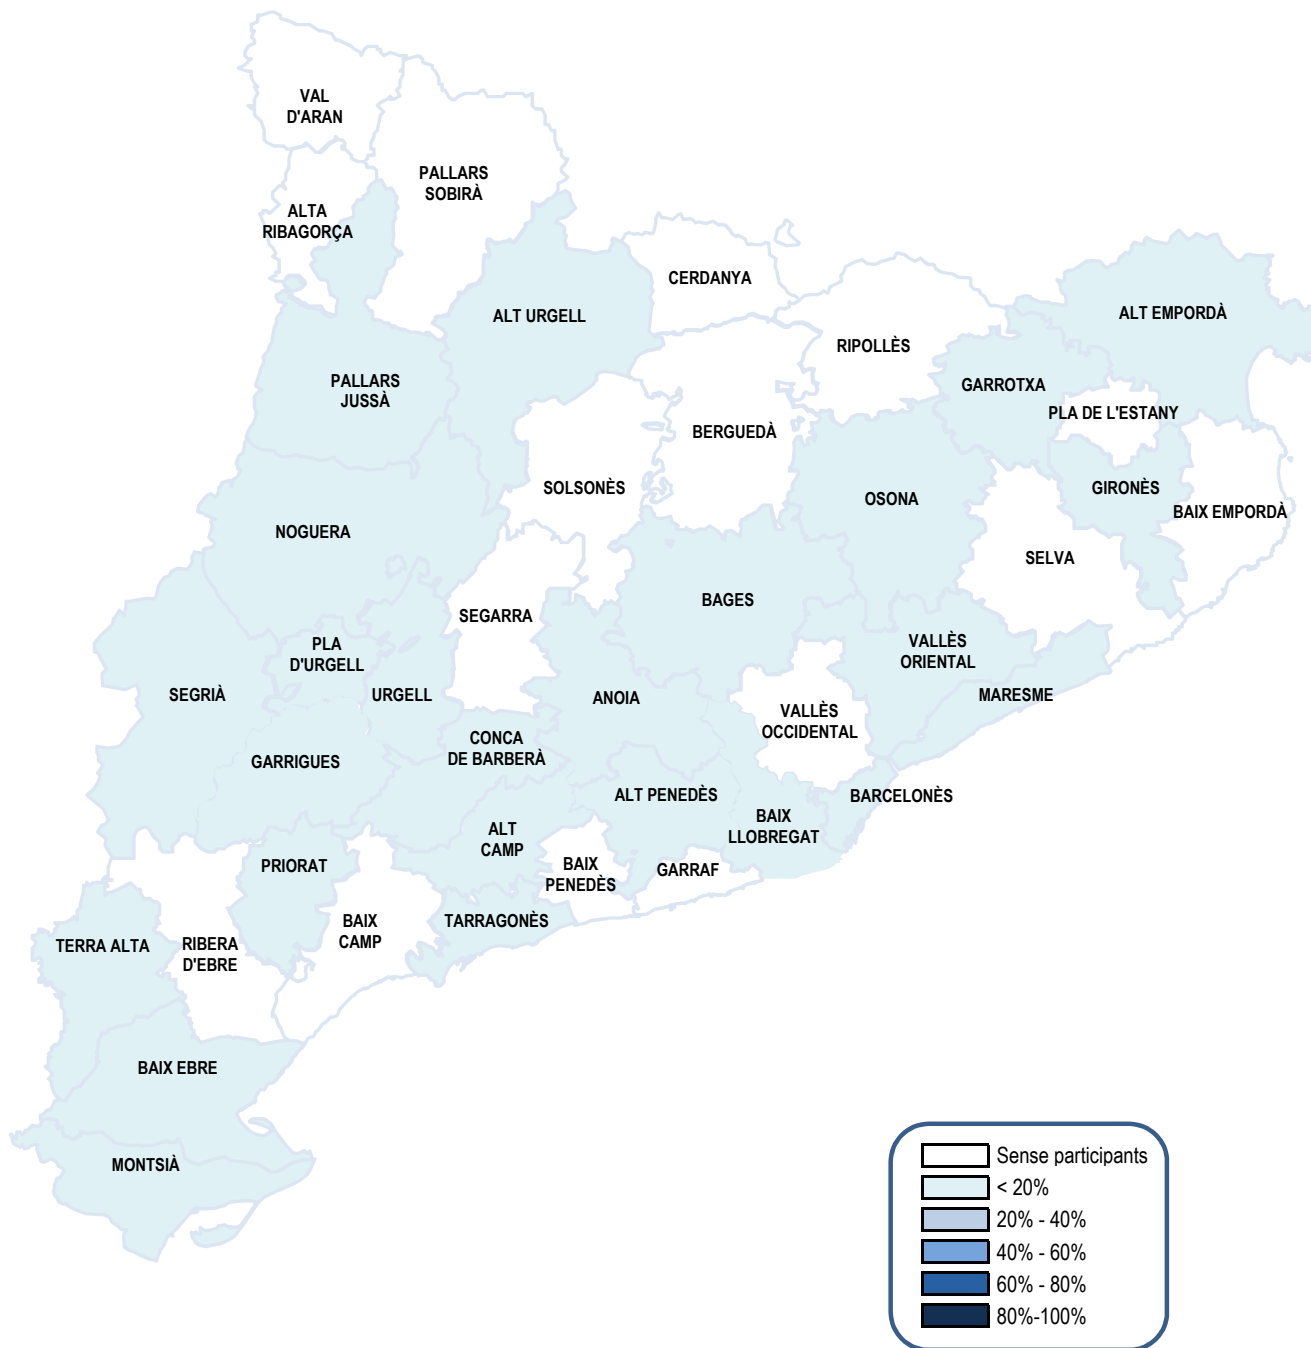 VAL
D'ARAN
PALLARS
SOBIRÀ
ALTA
RIBAGORÇA
CERDANYA
ALT URGELL
ALT EMPORDÀ
RIPOLLÈS
PALLARS
JUSSÀ
GARROTXA
PLA DE L'ESTANY
BERGUEDÀ
SOLSONÈS
GIRONÈS
OSONA
BAIX EMPORDÀ
NOGUERA
SELVA
BAGES
SEGARRA
PLA
D'URGELL
VALLÈS
ORIENTAL
SEGRIÀ
URGELL
ANOIA
MARESME
VALLÈS
OCCIDENTAL
CONCA
DE BARBERÀ
GARRIGUES
ALT PENEDÈS
BARCELONÈS
BAIX
LLOBREGAT
ALT
CAMP
PRIORAT
BAIX
PENEDÈS
GARRAF
BAIX
CAMP
TARRAGONÈS
TERRA ALTA
RIBERA
D'EBRE
BAIX EBRE
MONTSIÀ
Sense participants
< 20%
20% - 40%
40% - 60%
60% - 80%
80%-100%